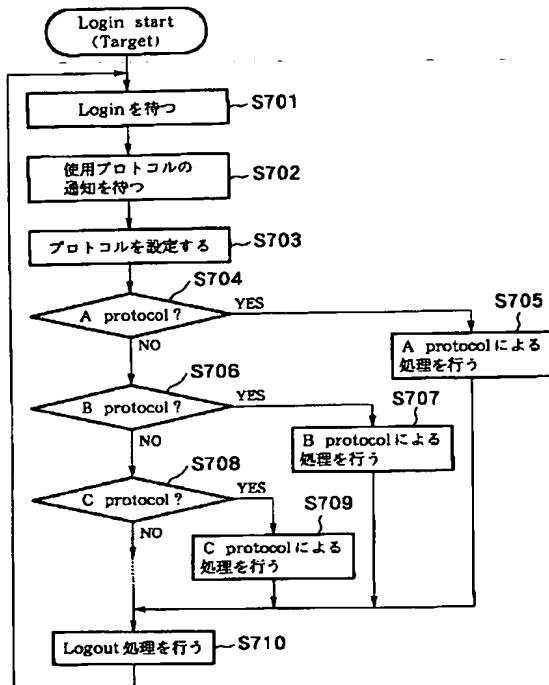 Login start
(Target)
Loginを待つ
S701
使用プロトコルの
通知を待つ
S702
プロトコルを設定する
S703
S704
A protocol?
YES
NO
S705
A protocolによる
処理を行う
S706
B protocol?
YES
NO
S707
B protocolによる
処理を行う
S708
C protocol?
YES
NO
S709
C protocolによる
処理を行う
Logout処理を行う
S710